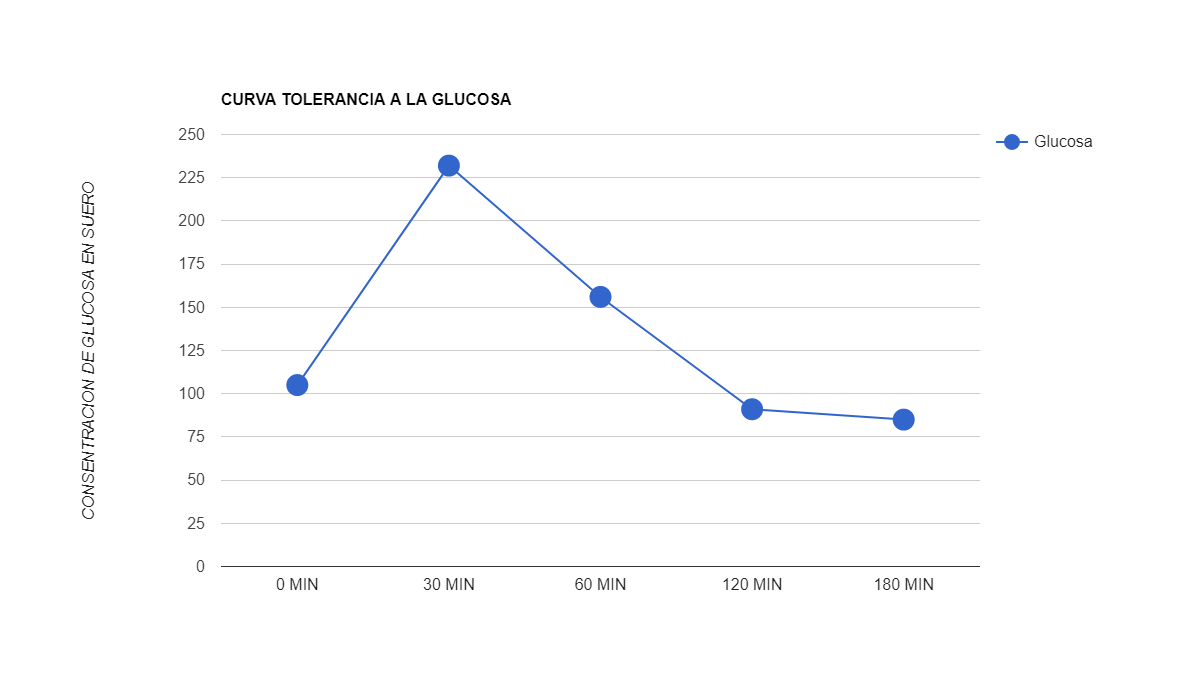 CURVA TOLERANCIA A LA GLUCOSA
Glucosa
CONSENTRACION DE GLUCOSA EN SUERO
250
225
200
175
150
125
100
75
50
25
0
0 MIN
30 MIN
60 MIN
120 MIN
180 MIN